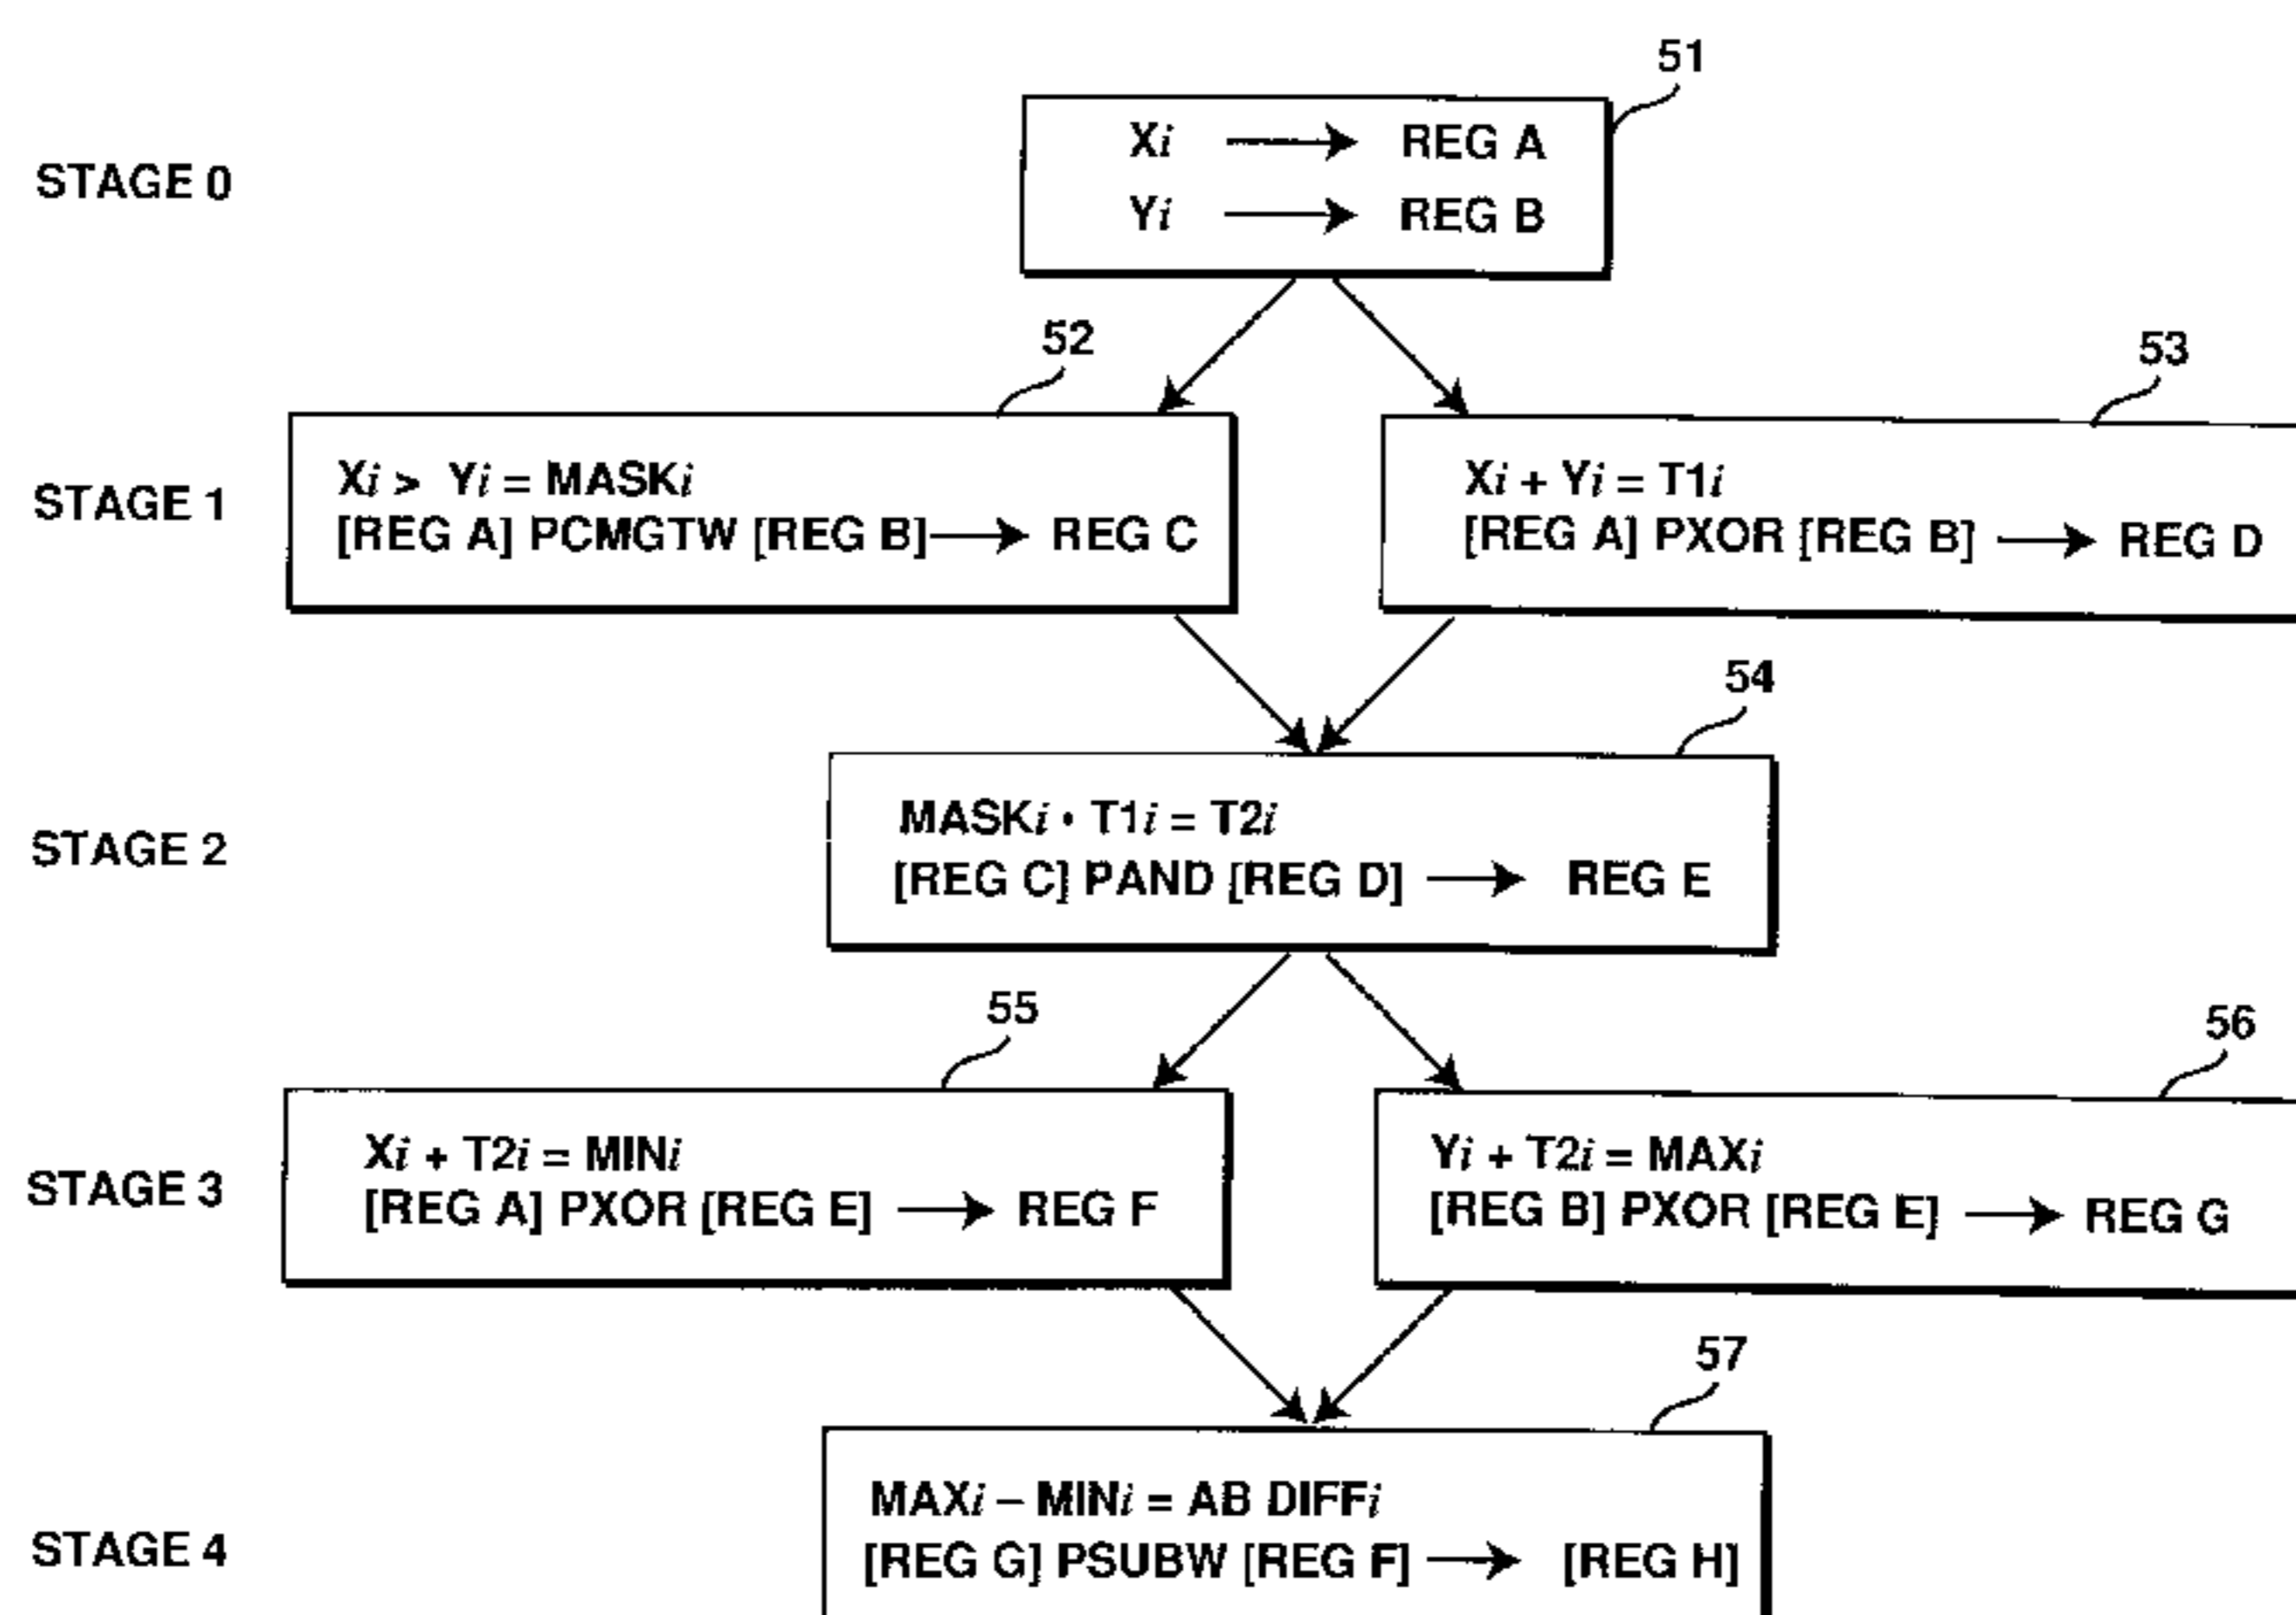 51
STAGE 0
Xi → REG A
Yi → REG B
52
53
STAGE 1
Xi > Yi = MASKi
[REG A] PCMGTW [REG B] → REG C
Xi + Yi = T1i
[REG A] PXOR [REG B] → REG D
54
STAGE 2
MASKi • T1i = T2i
[REG C] PAND [REG D] → REG E
55
56
STAGE 3
Xi + T2i = MINi
[REG A] PXOR [REG E] → REG F
Yi + T2i = MAXi
[REG B] PXOR [REG E] → REG G
57
STAGE 4
MAXi – MINi = AB DIFFi
[REG G] PSUBW [REG F] → [REG H]